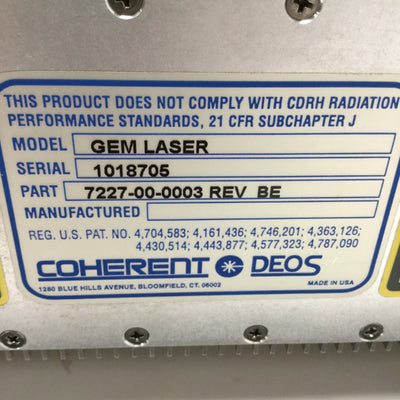 THIS PRODUCT DOES NOT COMPLY WITH CDRH RADIATION
PERFORMANCE STANDARDS, 21 CFR SUBCHAPTER J
MODEL GEM LASER
SERIAL 1018705
PART 7227-00-0003 REV BE
MANUFACTURED
REG. U.S. PAT. NO. 4,704,583; 4,161,436; 4,746,201; 4,363,126;
4,430,514; 4,443,877; 4,577,323; 4,787,090
COHERENT DEOS
1280 BLUE HILLS AVENUE, BLOOMFIELD, CT. 06002 MADE IN USA